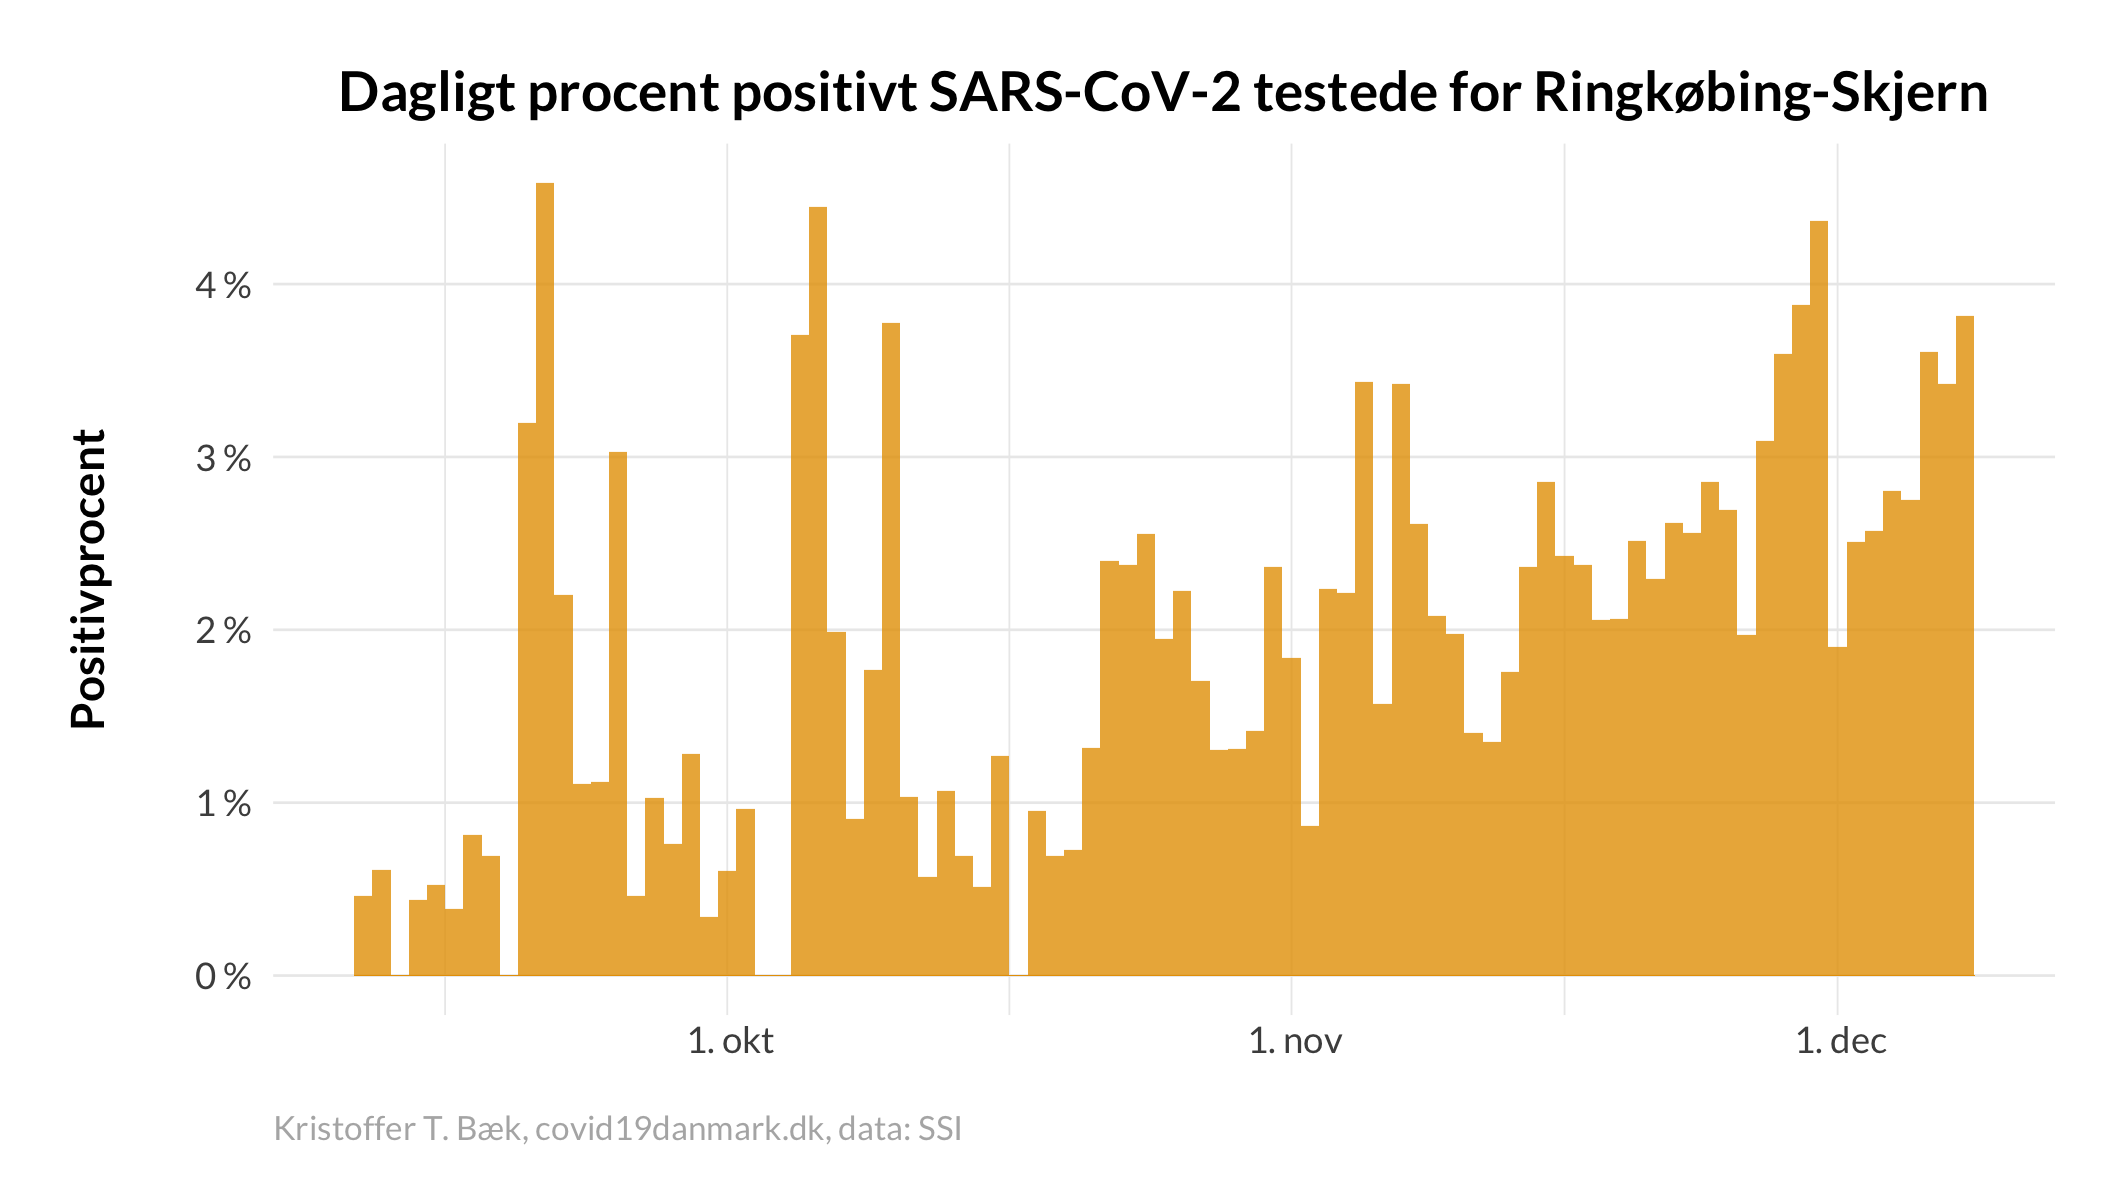 Dagligt procent positivt SARS-CoV-2 testede for Ringkøbing-Skjern
Positivprocent
4 %
3 %
2 %
1 %
0 %
1. okt
1. nov
1. dec
Kristoffer T. Bæk, covid19danmark.dk, data: SSI